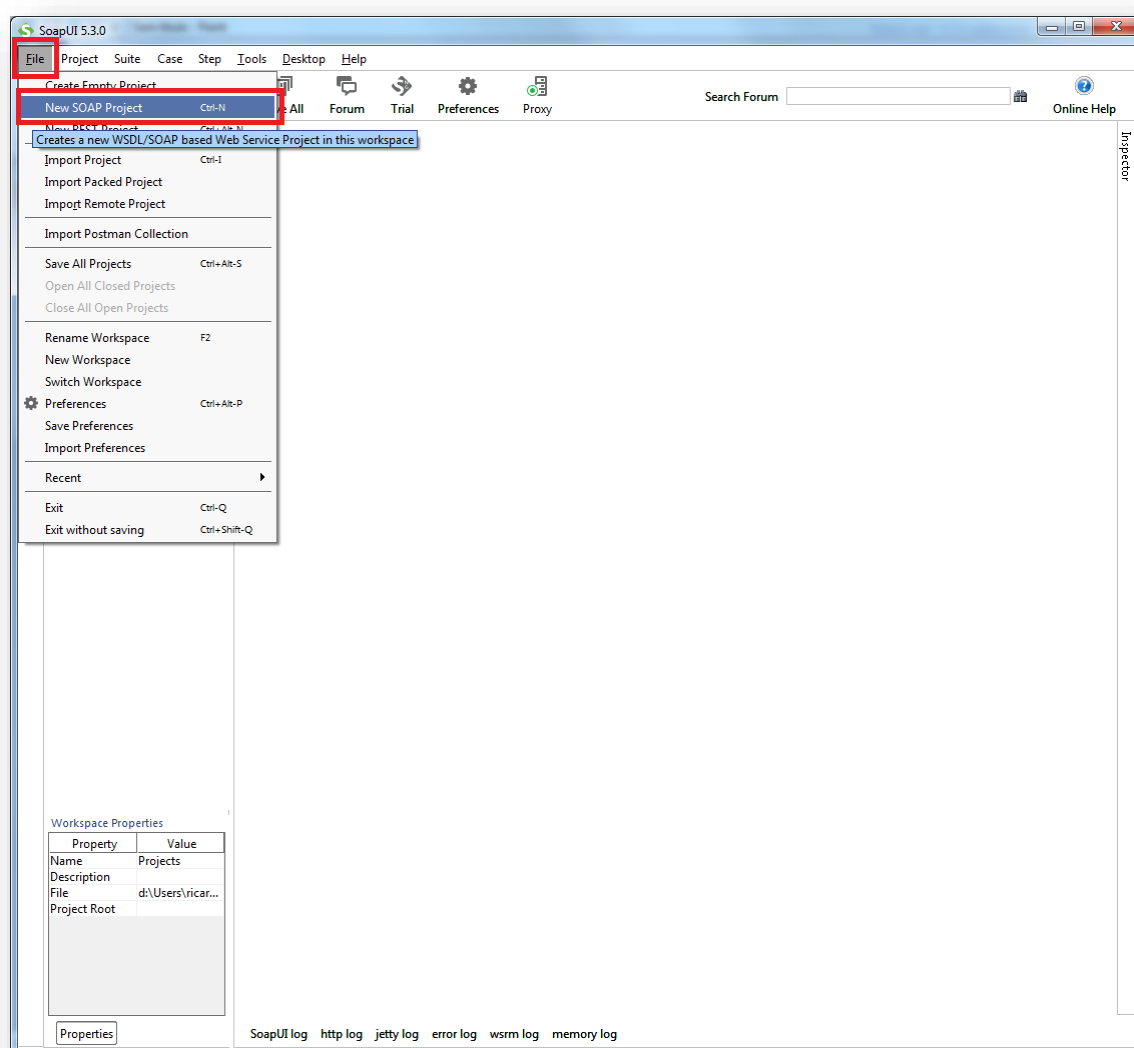 SoapUI 5.3.0
File Project Suite Case Step Tools Desktop Help
Create Empty Project
New SOAP Project Ctrl-N
New REST Project Ctrl+Alt-N
Creates a new WSDL/SOAP based Web Service Project in this workspace
Import Project Ctrl-I
Import Packed Project
Import Remote Project
Import Postman Collection
Save All Projects Ctrl+Alt-S
Open All Closed Projects
Close All Open Projects
Rename Workspace F2
New Workspace
Switch Workspace
Preferences Ctrl+Alt-P
Save Preferences
Import Preferences
Recent
Exit Ctrl-Q
Exit without saving Ctrl+Shift-Q
All Forum Trial Preferences Proxy
Search Forum
Online Help
Inspector
Workspace Properties
Property Value
Name Projects
Description
File d:\Users\ricar...
Project Root
Properties
SoapUI log http log jetty log error log wsrm log memory log